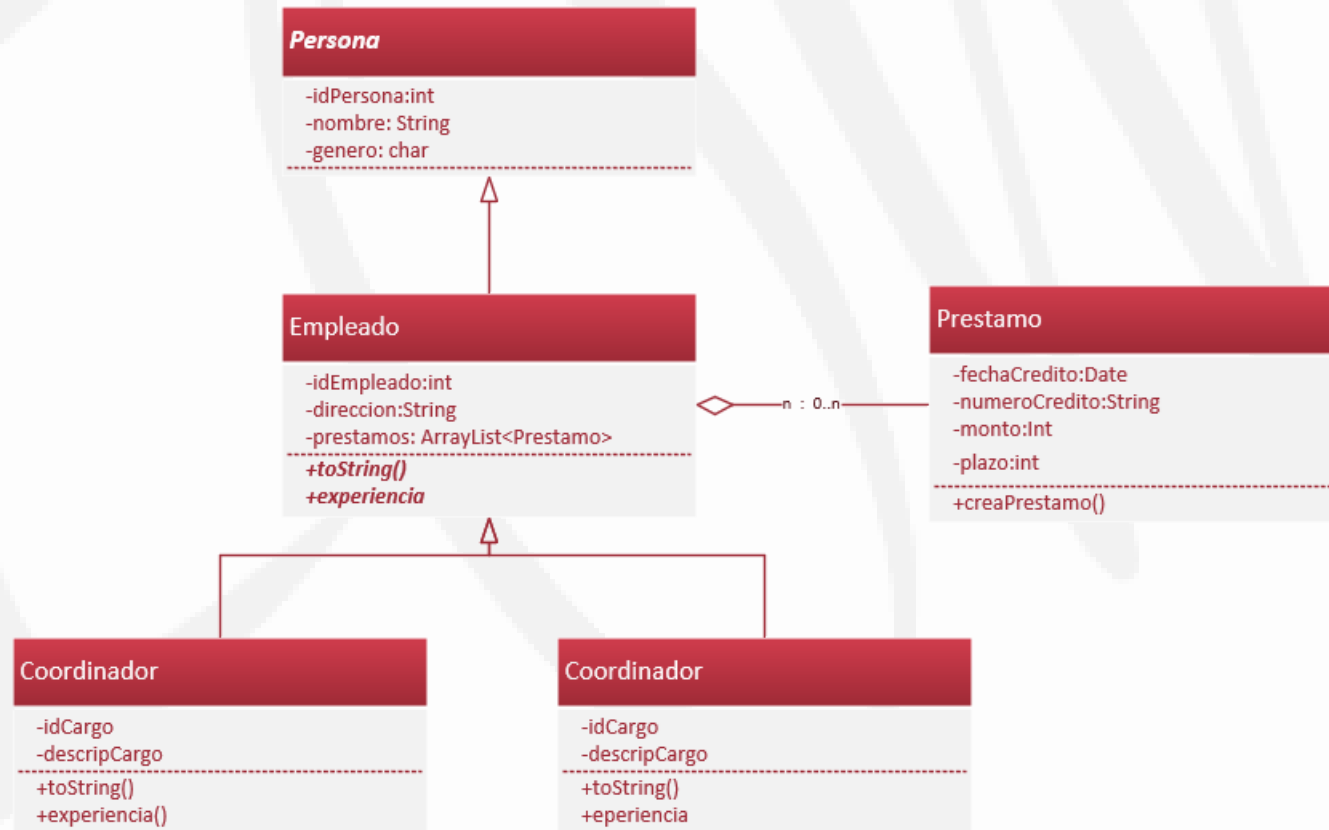 Persona
-idPersona:int
-nombre: String
-genero: char
Empleado
-idEmpleado:int
-direccion:String
-prestamos: ArrayList<Prestamo>
+toString()
+experiencia
n : 0..n
Prestamo
-fechaCredito:Date
-numeroCredito:String
-monto:Int
-plazo:int
+creaPrestamo()
Coordinador
-idCargo
-descripCargo
+toString()
+experiencia()
Coordinador
-idCargo
-descripCargo
+toString()
+eperiencia